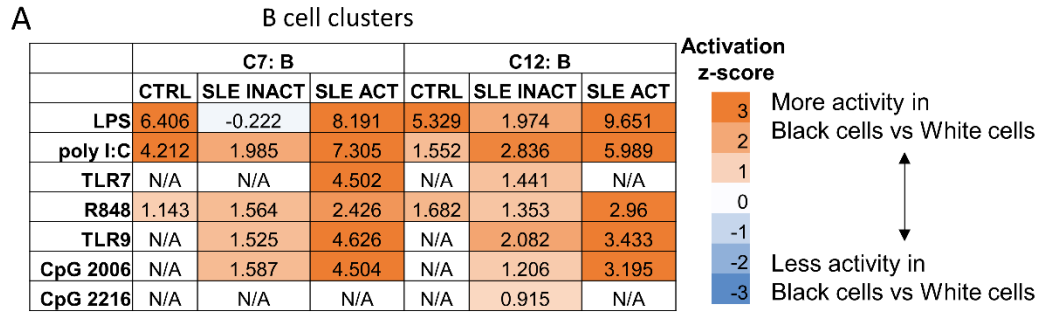 A
B cell clusters
C7: B C12: B
CTRL SLE INACT SLE ACT CTRL SLE INACT SLE ACT
LPS 6.406 -0.222 8.191 5.329 1.974 9.651
poly I:C 4.212 1.985 7.305 1.552 2.836 5.989
TLR7 N/A N/A 4.502 N/A 1.441 N/A
R848 1.143 1.564 2.426 1.682 1.353 2.96
TLR9 N/A 1.525 4.626 N/A 2.082 3.433
CpG 2006 N/A 1.587 4.504 N/A 1.206 3.195
CpG 2216 N/A N/A N/A N/A 0.915 N/A
Activation
z-score
3
2
1
0
-1
-2
-3
More activity in
Black cells vs White cells
Less activity in
Black cells vs White cells